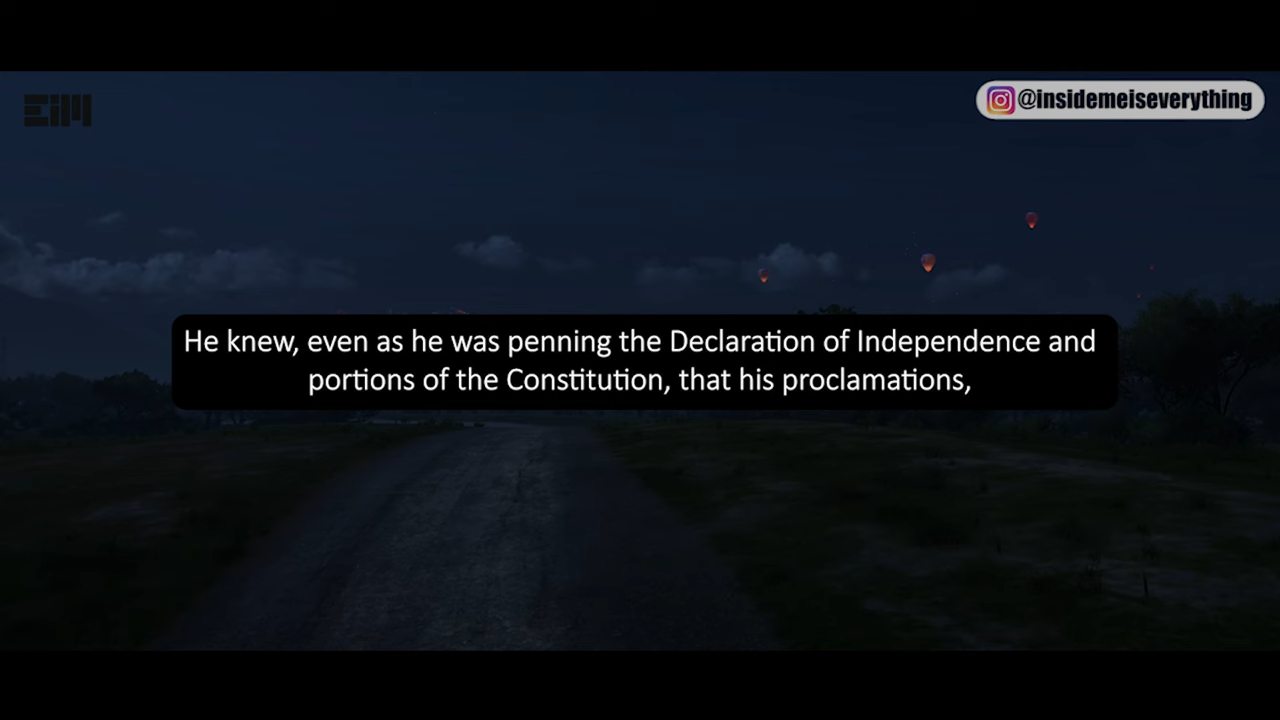 EiM
@insidemeiseverything
He knew, even as he was penning the Declaration of Independence and
portions of the Constitution, that his proclamations,